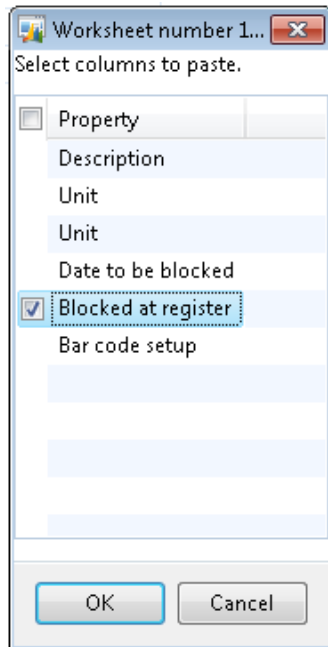 Worksheet number 1...
Select columns to paste.
Property
Description
Unit
Unit
Date to be blocked
Blocked at register
Bar code setup
OK
Cancel